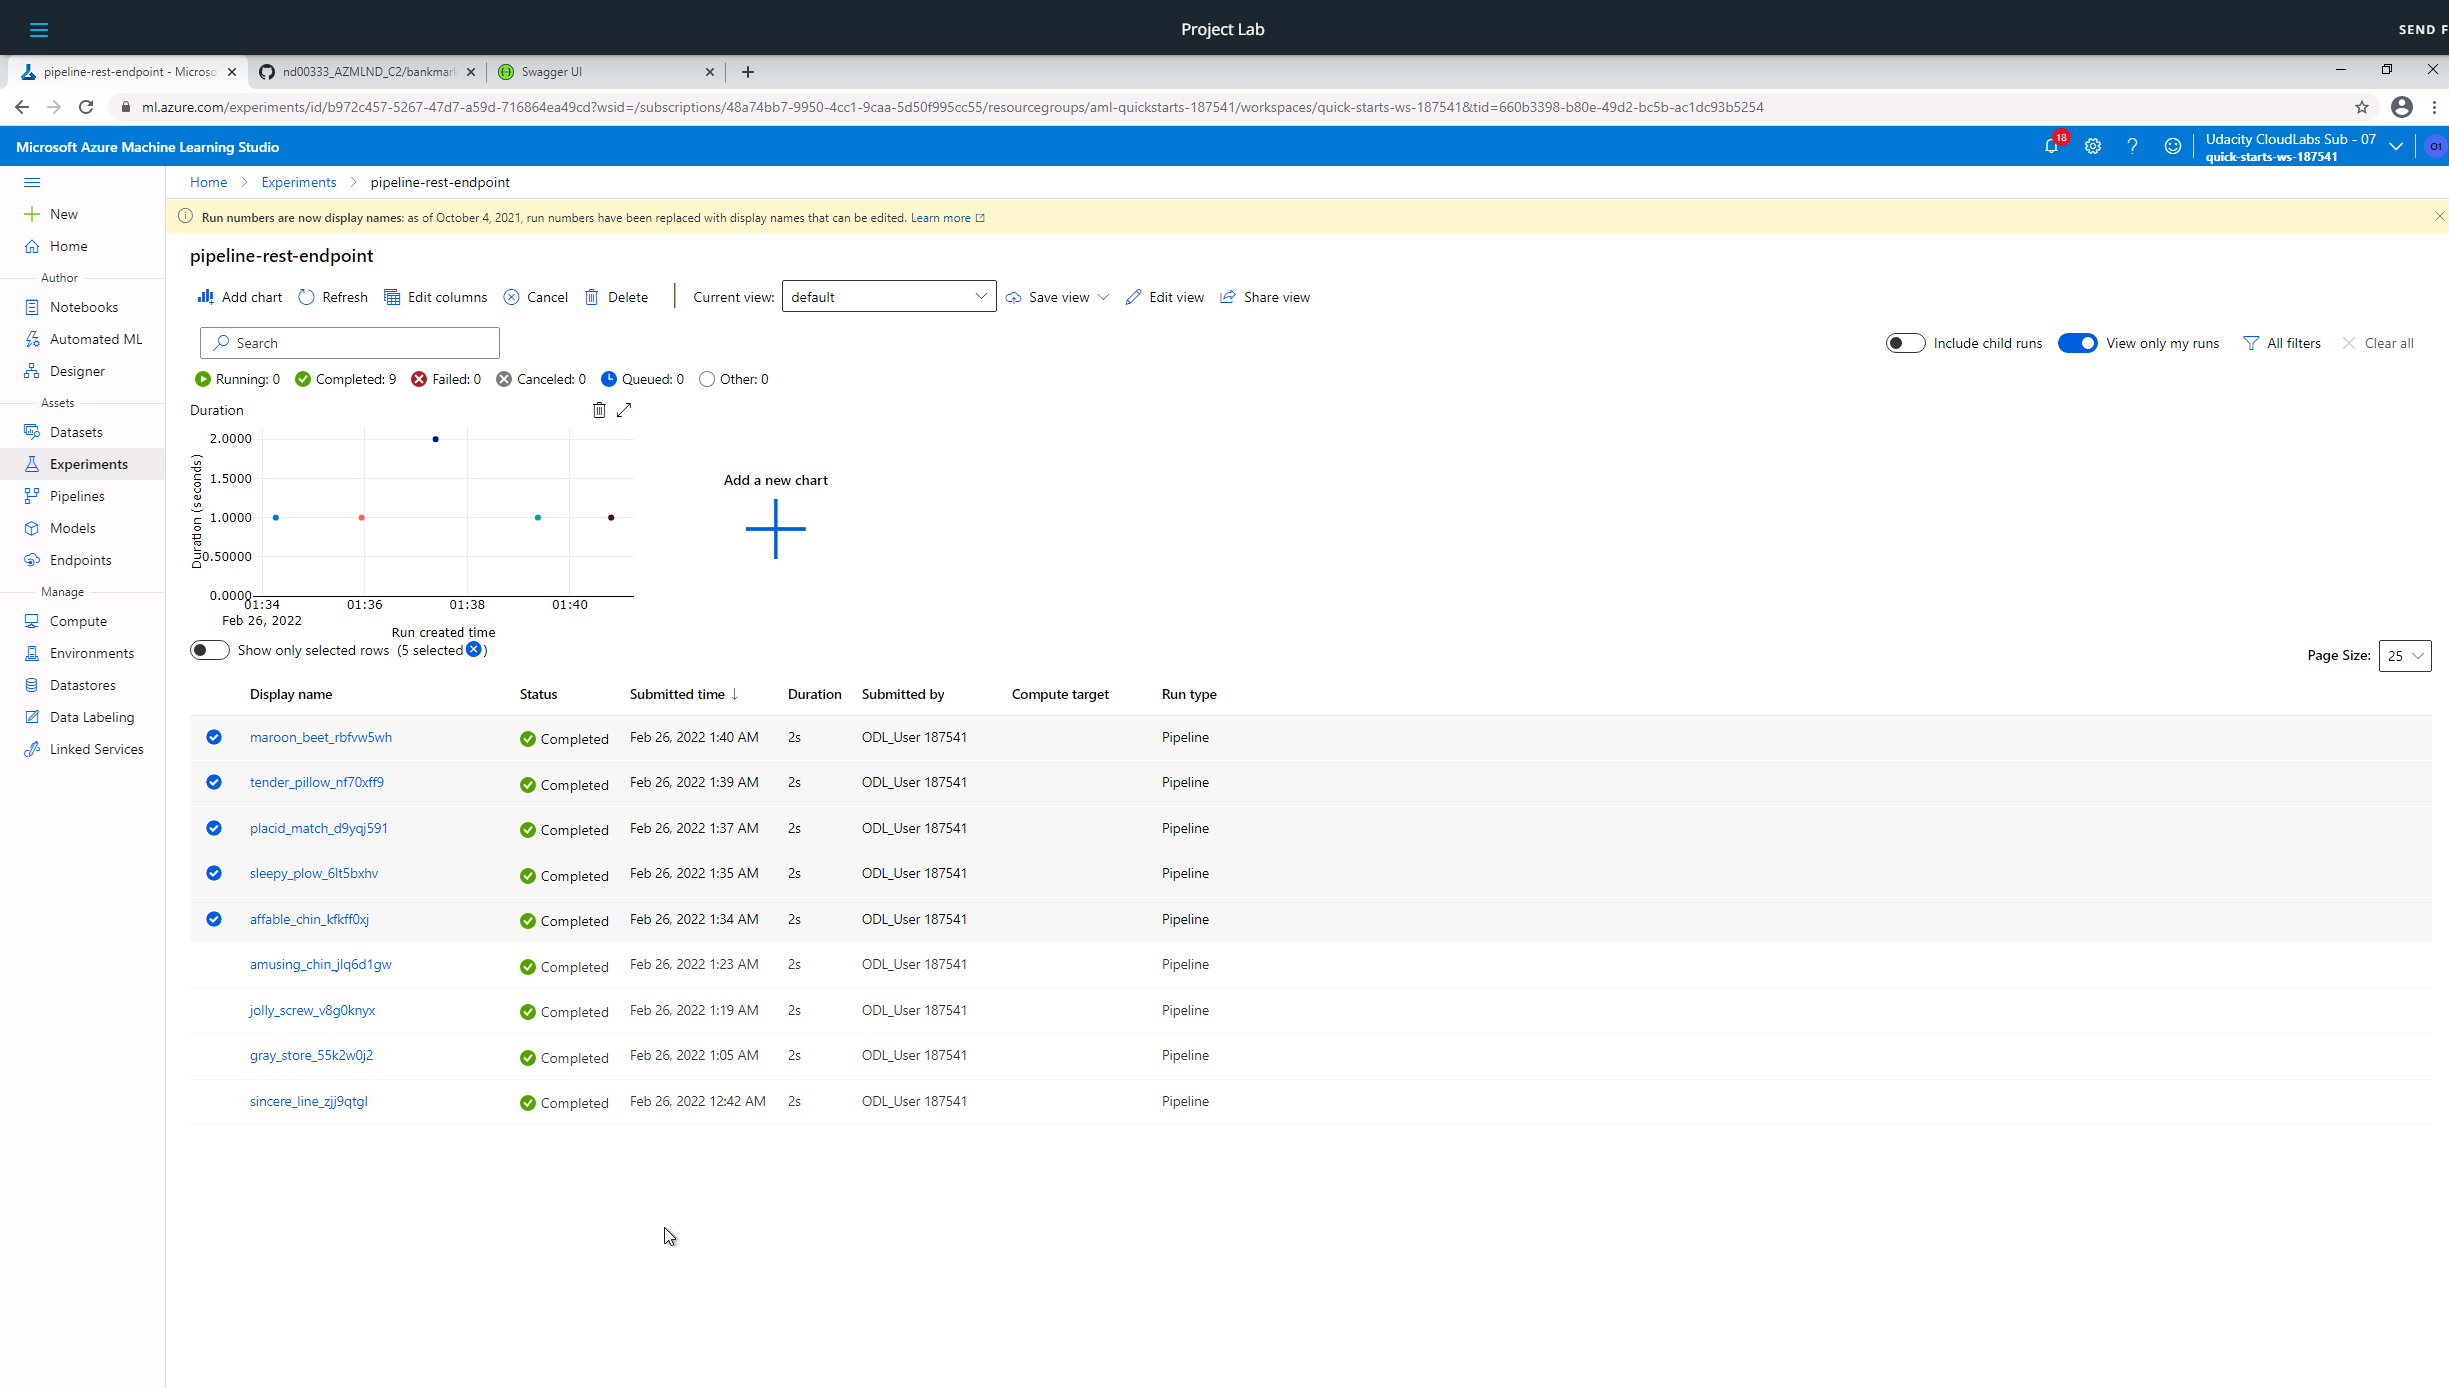 Project Lab
SEND F
pipeline-rest-endpoint - Microso
nd00333_AZMLND_C2/bankmark
Swagger UI
ml.azure.com/experiments/id/b972c457-5267-47d7-a59d-716864ea49cd?wsid=/subscriptions/48a74bb7-9950-4cc1-9caa-5d50f995cc55/resourcegroups/aml-quickstarts-187541/workspaces/quick-starts-ws-187541&tid=660b3398-b80e-49d2-bc5b-ac1dc93b5254
Microsoft Azure Machine Learning Studio
18
Udacity CloudLabs Sub - 07
quick-starts-ws-187541
O1
New
Home
Author
Notebooks
Automated ML
Designer
Assets
Datasets
Experiments
Pipelines
Models
Endpoints
Manage
Compute
Environments
Datastores
Data Labeling
Linked Services
Home > Experiments > pipeline-rest-endpoint
Run numbers are now display names: as of October 4, 2021, run numbers have been replaced with display names that can be edited. Learn more
pipeline-rest-endpoint
Add chart Refresh Edit columns Cancel Delete Current view: default Save view Edit view Share view
Search
Include child runs View only my runs All filters Clear all
Running: 0 Completed: 9 Failed: 0 Canceled: 0 Queued: 0 Other: 0
Duration
Duration (seconds)
2.0000
1.5000
1.0000
0.50000
0.0000
01:34 01:36 01:38 01:40
Feb 26, 2022
Run created time
Add a new chart
Show only selected rows (5 selected )
Page Size: 25
Display name Status Submitted time ↓ Duration Submitted by Compute target Run type
maroon_beet_rbfvw5wh Completed Feb 26, 2022 1:40 AM 2s ODL_User 187541 Pipeline
tender_pillow_nf70xff9 Completed Feb 26, 2022 1:39 AM 2s ODL_User 187541 Pipeline
placid_match_d9yqj591 Completed Feb 26, 2022 1:37 AM 2s ODL_User 187541 Pipeline
sleepy_plow_6lt5bxhv Completed Feb 26, 2022 1:35 AM 2s ODL_User 187541 Pipeline
affable_chin_kfkff0xj Completed Feb 26, 2022 1:34 AM 2s ODL_User 187541 Pipeline
amusing_chin_jlq6d1gw Completed Feb 26, 2022 1:23 AM 2s ODL_User 187541 Pipeline
jolly_screw_v8g0knyx Completed Feb 26, 2022 1:19 AM 2s ODL_User 187541 Pipeline
gray_store_55k2w0j2 Completed Feb 26, 2022 1:05 AM 2s ODL_User 187541 Pipeline
sincere_line_zjj9qtgl Completed Feb 26, 2022 12:42 AM 2s ODL_User 187541 Pipeline